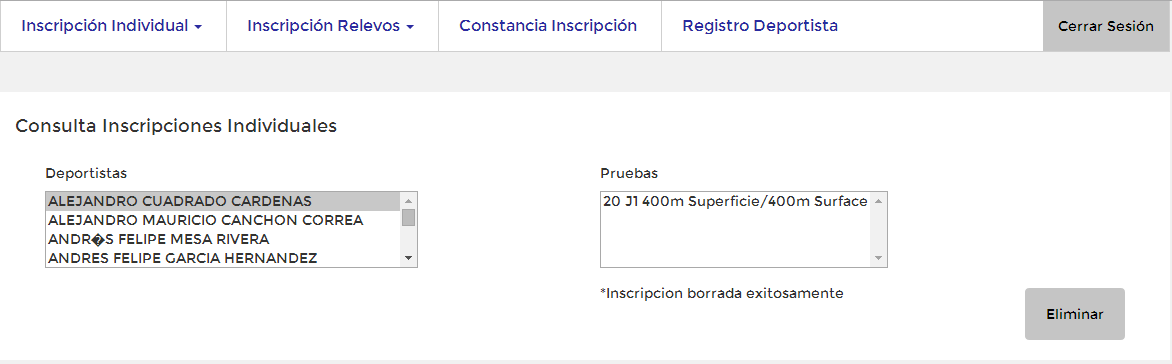 Inscripción Individual
Inscripción Relevos
Constancia Inscripción
Registro Deportista
Cerrar Sesión
Consulta Inscripciones Individuales
Deportistas
Pruebas
ALEJANDRO CUADRADO CARDENAS
ALEJANDRO MAURICIO CANCHON CORREA
ANDR�S FELIPE MESA RIVERA
ANDRES FELIPE GARCIA HERNANDEZ
20 J1 400m Superficie/400m Surface
*Inscripcion borrada exitosamente
Eliminar